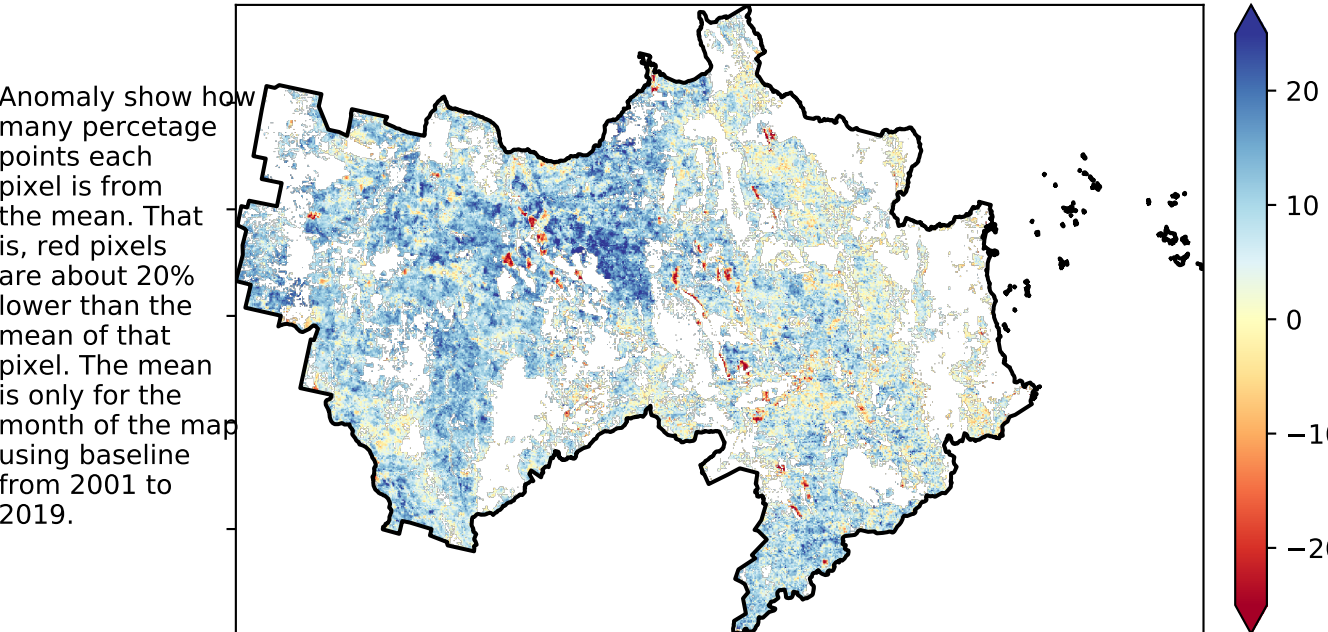 Anomaly show how
many percetage
points each
pixel is from
the mean. That
is, red pixels
are about 20%
lower than the
mean of that
pixel. The mean
is only for the
month of the map
using baseline
from 2001 to
2019.
20
10
0
−10
−20